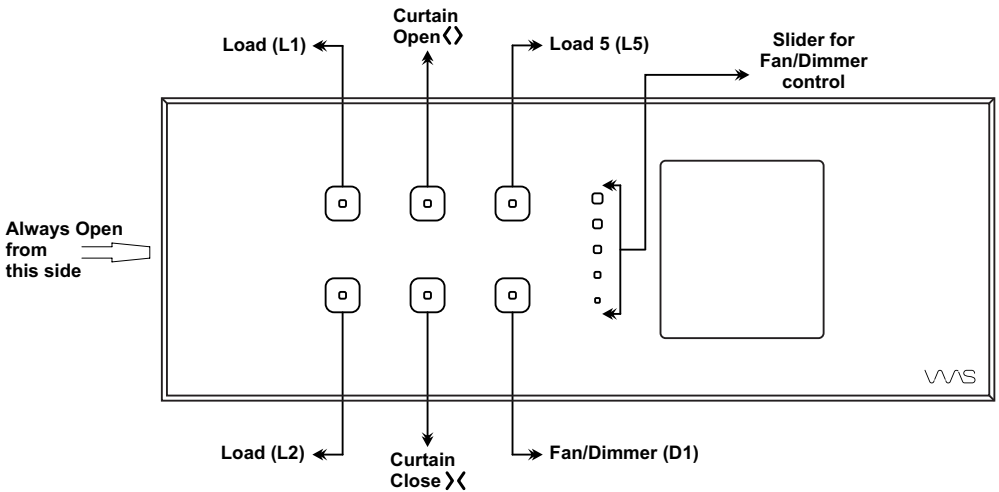 Curtain
Open
Load (L1)
Load 5 (L5)
Slider for
Fan/Dimmer
control
Always Open
from
this side
Load (L2)
Curtain
Close
Fan/Dimmer (D1)